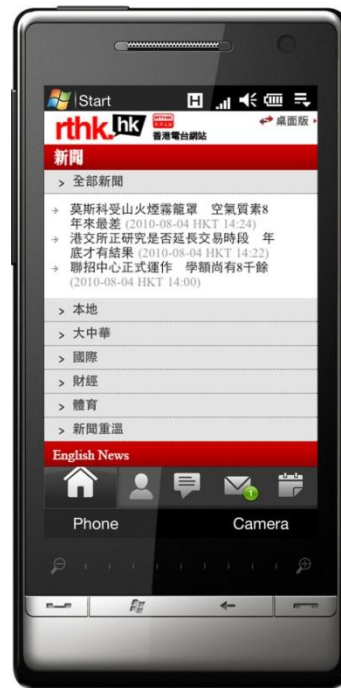 Start H
rthk.hk RTHK 香港電台網站 桌面版
新聞
> 全部新聞
莫斯科受山火煙霧籠罩 空氣質素8
年來最差 (2010-08-04 HKT 14:24)
港交所正研究是否延長交易時段 年
底才有結果 (2010-08-04 HKT 14:22)
聯招中心正式運作 學額尚有8千餘
(2010-08-04 HKT 14:00)
> 本地
> 大中華
> 國際
> 財經
> 體育
> 新聞重溫
English News
1
Phone Camera